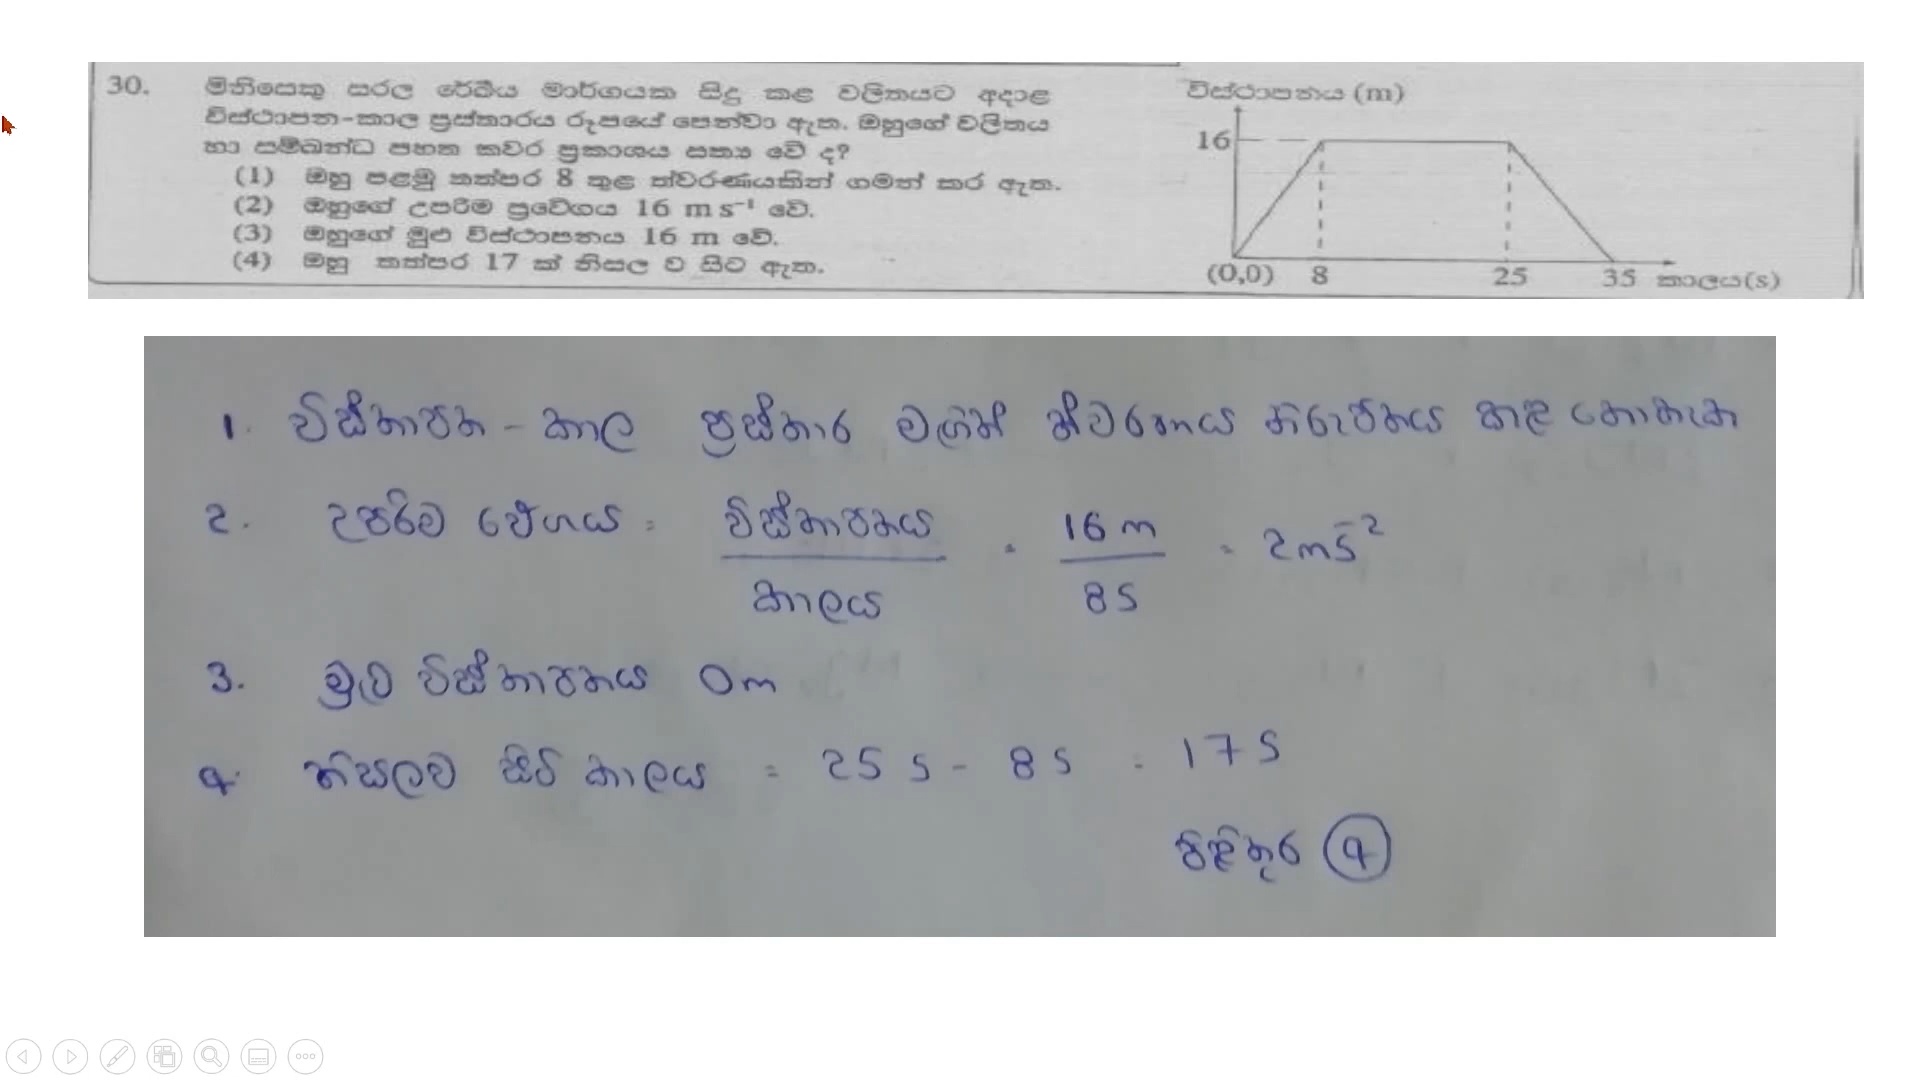 30. මිනිසෙකු සරල රේඛීය මාර්ගයක සිදු කළ චලිතයට අදාළ
විස්ථාපන-කාල ප්‍රස්තාරය රූපයේ පෙන්වා ඇත. ඔහුගේ චලිතය
හා සම්බන්ධ පහත කවර ප්‍රකාශය සත්‍ය වේ ද?
(1) ඔහු පළමු තත්පර 8 තුළ ත්වරණයකින් ගමන් කර ඇත.
(2) ඔහුගේ උපරිම ප්‍රවේගය 16 m s⁻¹ වේ.
(3) ඔහුගේ මුළු විස්ථාපනය 16 m වේ.
(4) ඔහු තත්පර 17 ක් නිසල ව සිට ඇත.
විස්ථාපනය (m)
16
(0,0) 8 25 35 කාලය(s)
1. විස්තාපන - කාල ප්‍රස්තාර මගින් ත්වරනය නිරූපනය කළ නොහැක
2. උපරිම වේගය = විස්තාපනය / කාලය = 16 m / 8 s = 2 m s⁻²
3. මුළු විස්තාපනය 0m
4. නිසලව සිටි කාලය = 25 s - 8 s = 17 s
පිළිතුර 4